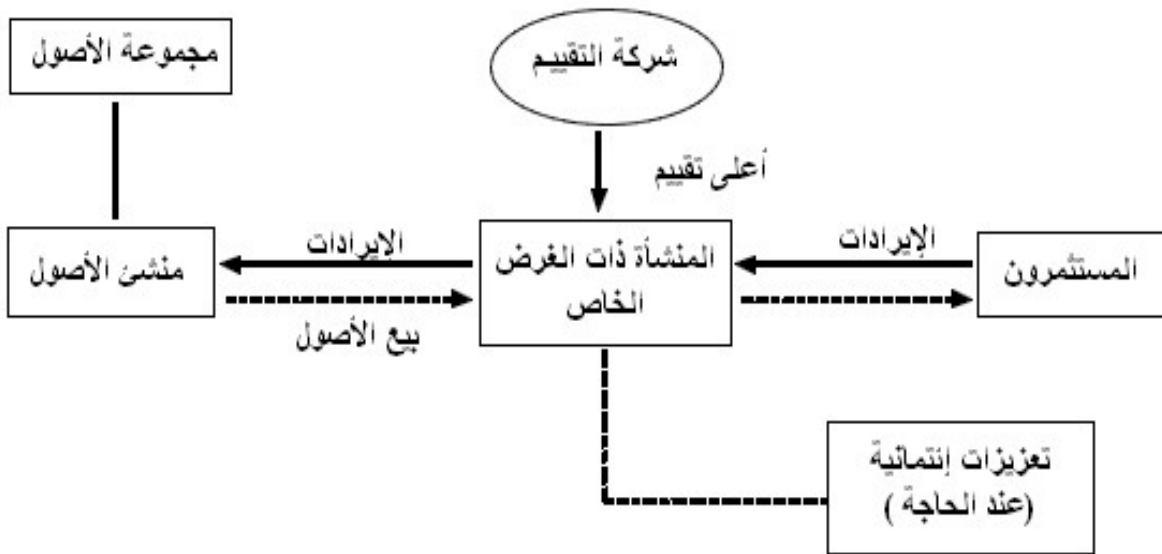 مجموعة الأصول
شركة التقييم
أعلى تقييم
منشئ الأصول
الإيرادات
بيع الأصول
المنشأة ذات الغرض
الخاص
الإيرادات
المستثمرون
تعزيزات إنتمانية
(عند الحاجة )